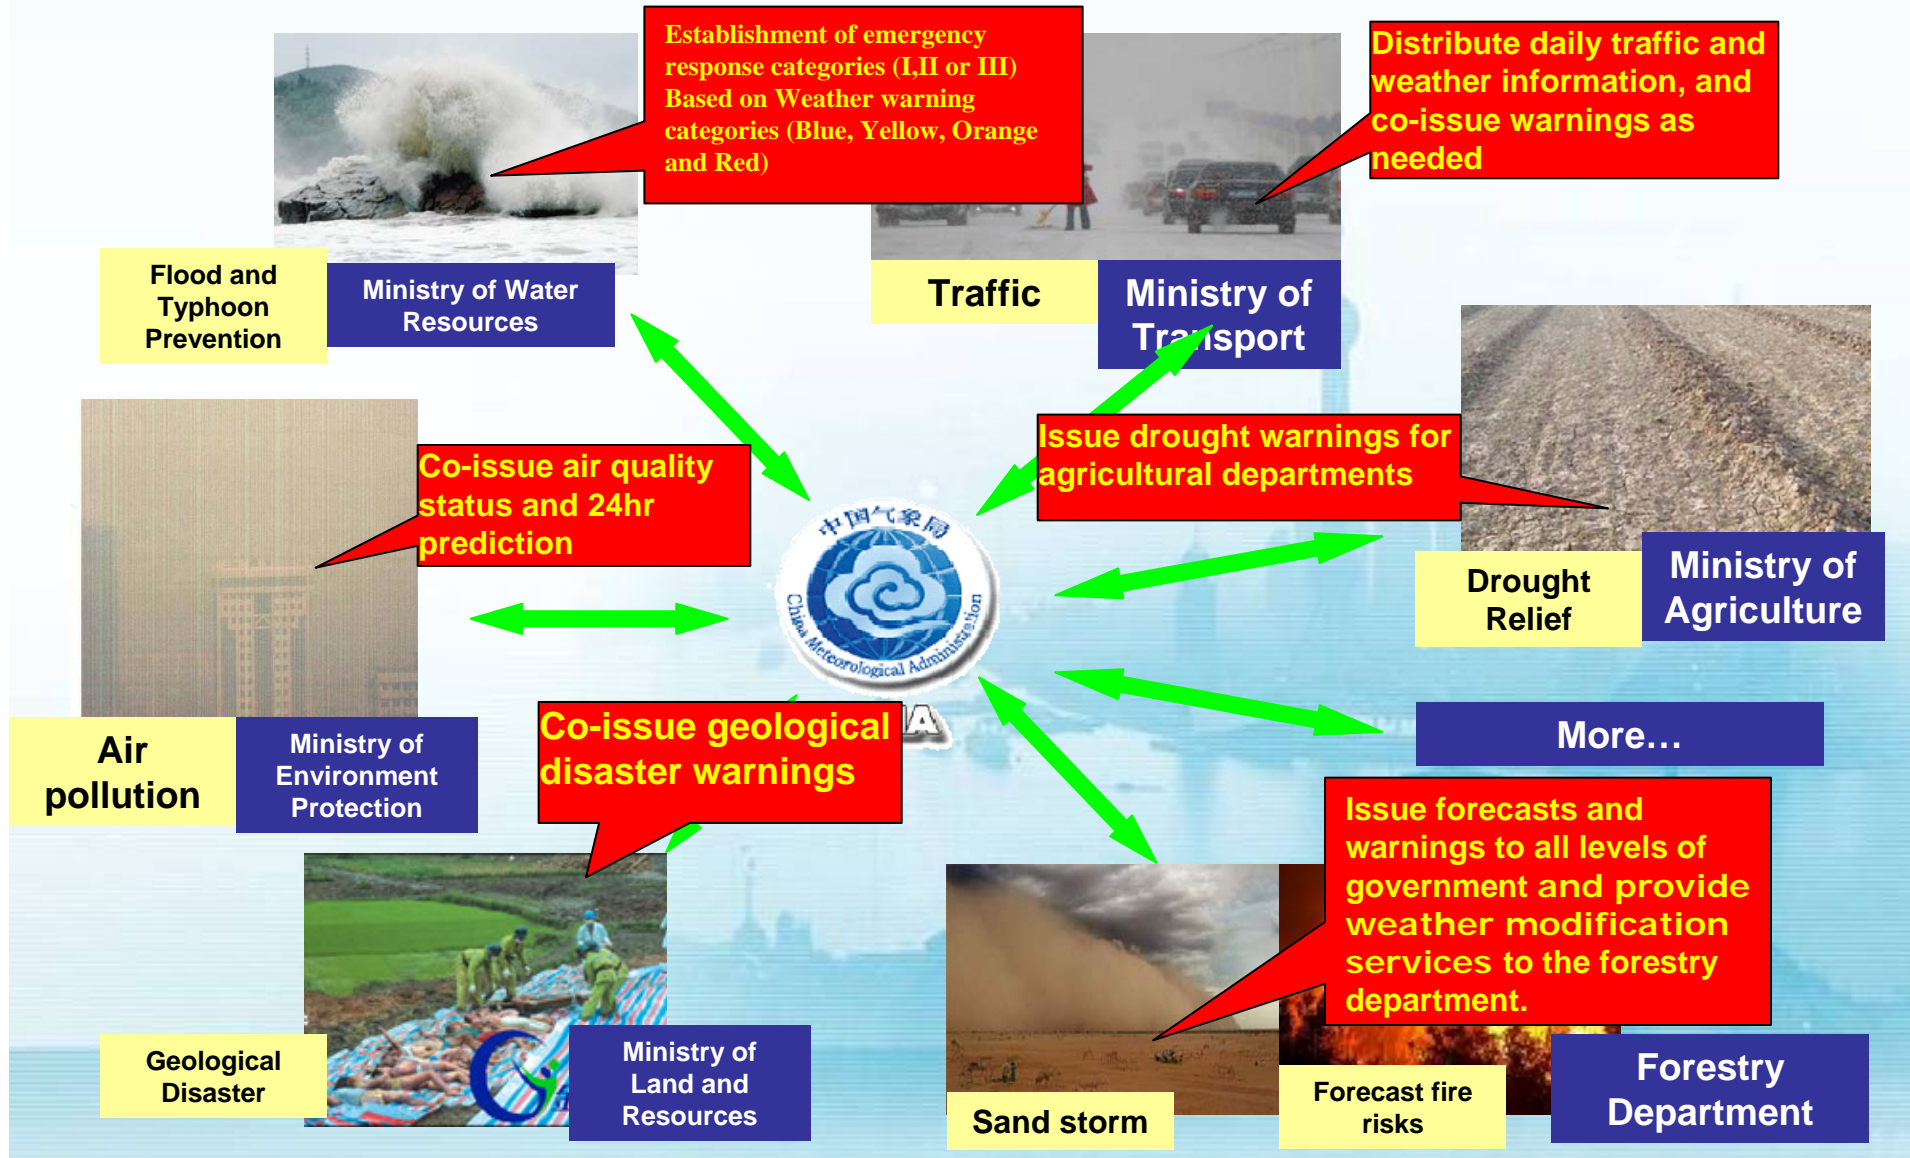 Establishment of emergency
response categories (I,II or III)
Based on Weather warning
categories (Blue, Yellow, Orange
and Red)
Distribute daily traffic and
weather information, and
co-issue warnings as
needed
Flood and
Typhoon
Prevention
Ministry of Water
Resources
Traffic
Ministry of
Transport
Issue drought warnings for
agricultural departments
Co-issue air quality
status and 24hr
prediction
中国气象局
China Meteorological Administration
Drought
Relief
Ministry of
Agriculture
Air
pollution
Ministry of
Environment
Protection
Co-issue geological
disaster warnings
More…
Issue forecasts and
warnings to all levels of
government and provide
weather modification
services to the forestry
department.
Geological
Disaster
Ministry of
Land and
Resources
Sand storm
Forecast fire
risks
Forestry
Department